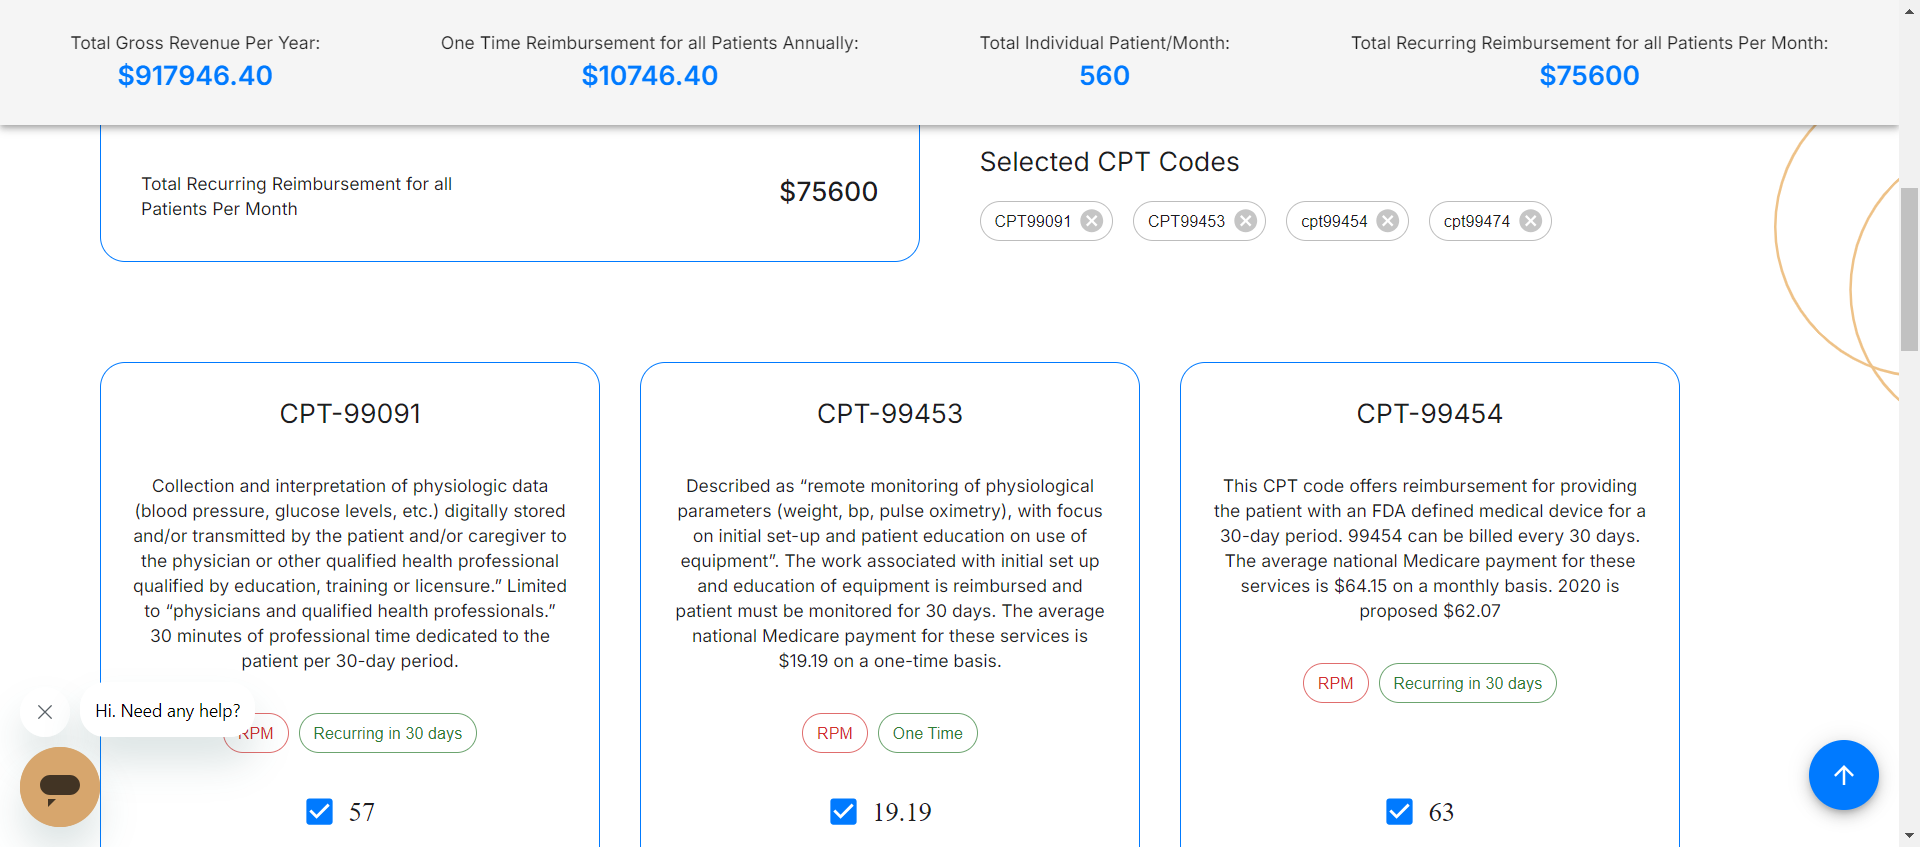 Total Gross Revenue Per Year:
$917946.40
One Time Reimbursement for all Patients Annually:
$10746.40
Total Individual Patient/Month:
560
Total Recurring Reimbursement for all Patients Per Month:
$75600
Total Recurring Reimbursement for all
Patients Per Month
$75600
Selected CPT Codes
CPT99091
CPT99453
cpt99454
cpt99474
CPT-99091
Collection and interpretation of physiologic data
(blood pressure, glucose levels, etc.) digitally stored
and/or transmitted by the patient and/or caregiver to
the physician or other qualified health professional
qualified by education, training or licensure.” Limited
to “physicians and qualified health professionals.”
30 minutes of professional time dedicated to the
patient per 30-day period.
RPM
Recurring in 30 days
57
CPT-99453
Described as “remote monitoring of physiological
parameters (weight, bp, pulse oximetry), with focus
on initial set-up and patient education on use of
equipment”. The work associated with initial set up
and education of equipment is reimbursed and
patient must be monitored for 30 days. The average
national Medicare payment for these services is
$19.19 on a one-time basis.
RPM
One Time
19.19
CPT-99454
This CPT code offers reimbursement for providing
the patient with an FDA defined medical device for a
30-day period. 99454 can be billed every 30 days.
The average national Medicare payment for these
services is $64.15 on a monthly basis. 2020 is
proposed $62.07
RPM
Recurring in 30 days
63
Hi. Need any help?